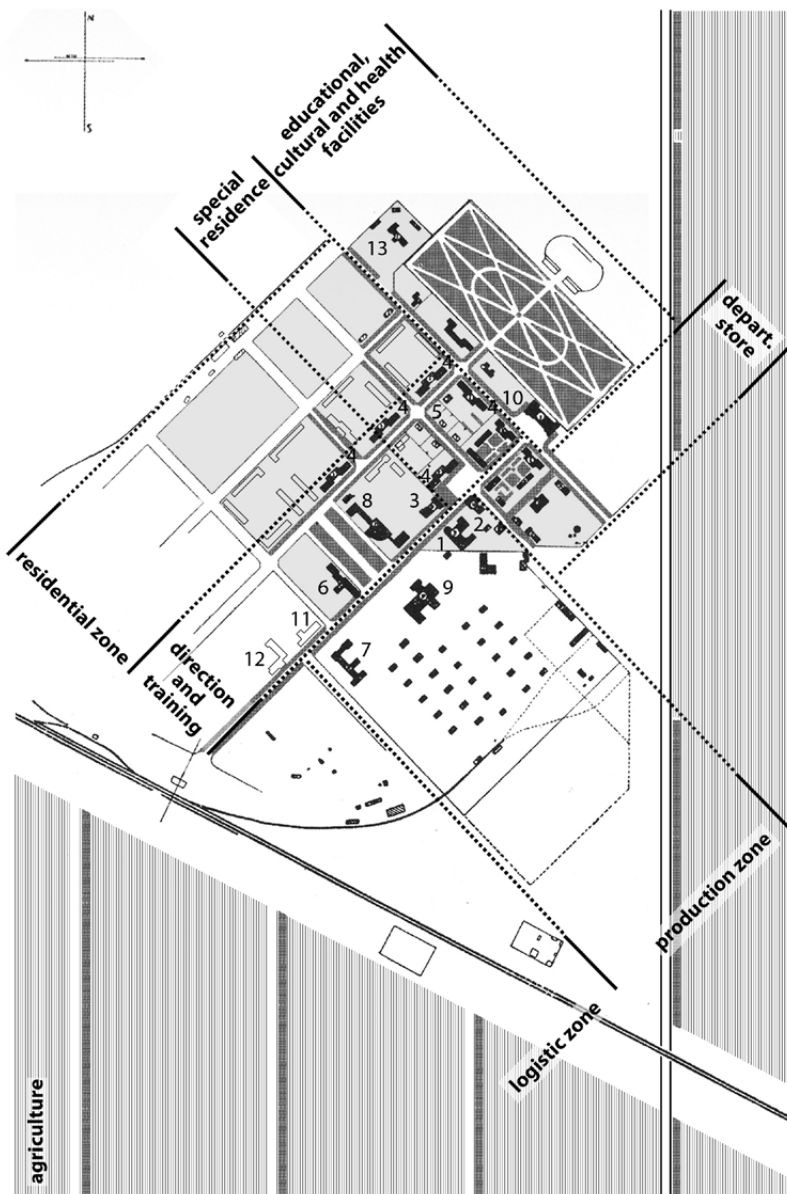 N
S
educational,
cultural and health
facilities
special
residence
depart.
store
13
4
10
4
5
4
4
4
8
3
2
1
6
9
11
7
12
residential zone
direction
and
training
production zone
logistic zone
agriculture